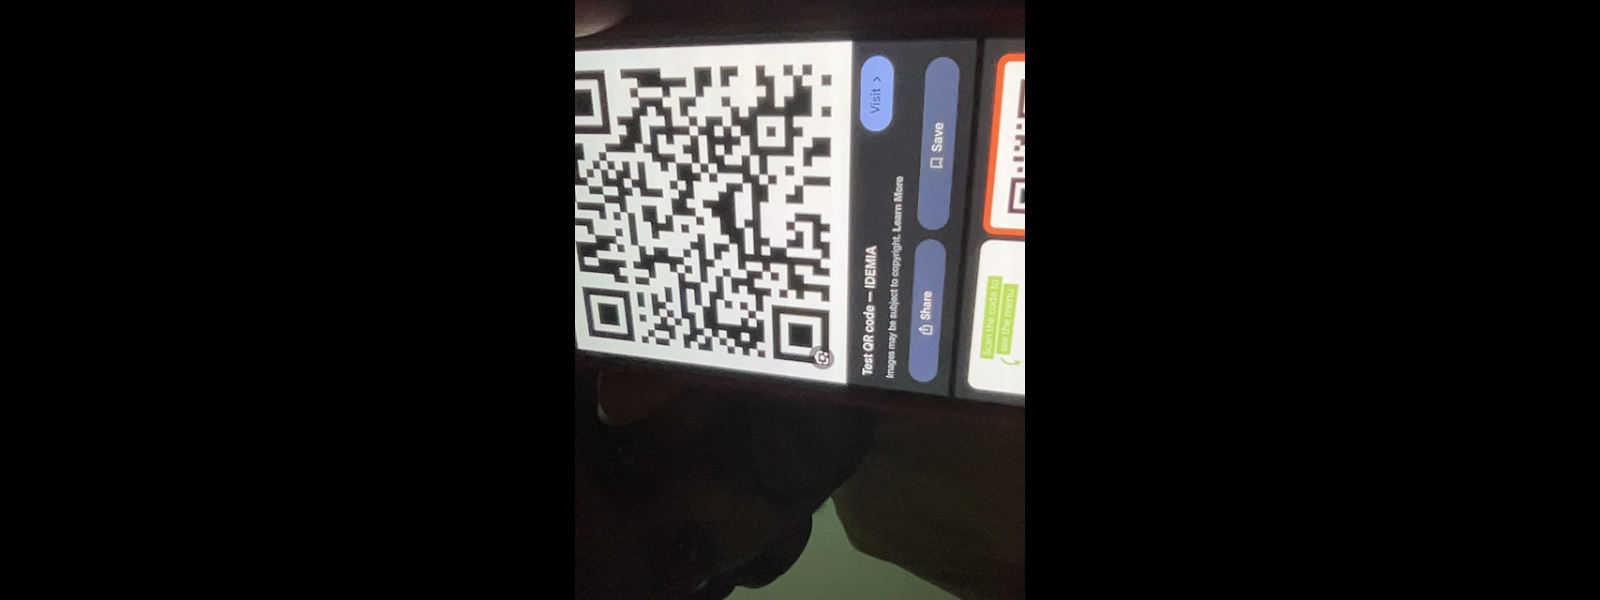 Visit >
Test QR code — IDEMIA
Images may be subject to copyright. Learn More
Share
Save
Scan the code to
see the menu